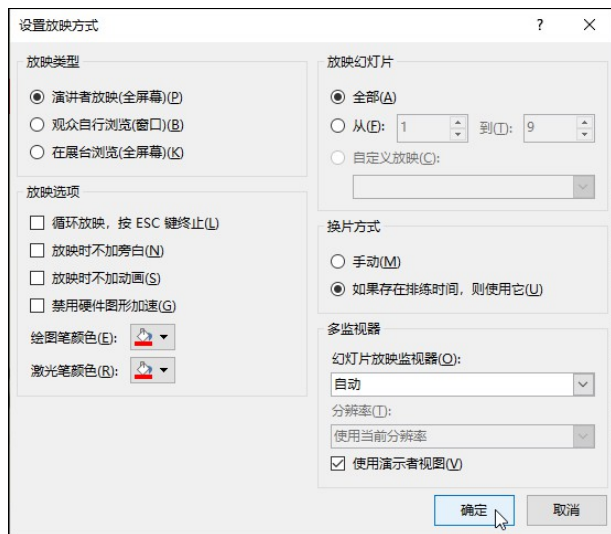 设置放映方式
放映类型
演讲者放映(全屏幕)(P)
观众自行浏览(窗口)(B)
在展台浏览(全屏幕)(K)
放映选项
循环放映，按 ESC 键终止(L)
放映时不加旁白(N)
放映时不加动画(S)
禁用硬件图形加速(G)
绘图笔颜色(E):
激光笔颜色(R):
放映幻灯片
全部(A)
从(F): 1 到(T): 9
自定义放映(C):
换片方式
手动(M)
如果存在排练时间，则使用它(U)
多监视器
幻灯片放映监视器(O):
自动
分辨率(T):
使用当前分辨率
使用演示者视图(V)
确定 取消